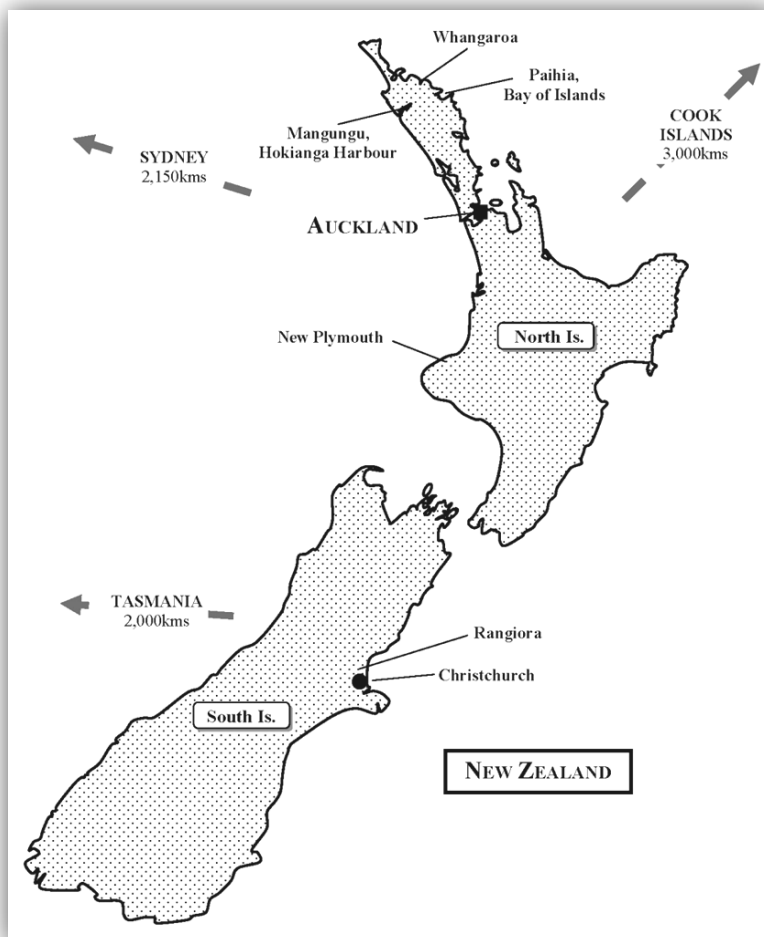 Whangaroa
Paihia,
Bay of Islands
COOK
ISLANDS
3,000kms
Mangungu,
Hokianga Harbour
SYDNEY
2,150kms
AUCKLAND
North Is.
New Plymouth
TASMANIA
2,000kms
Rangiora
Christchurch
South Is.
NEW ZEALAND